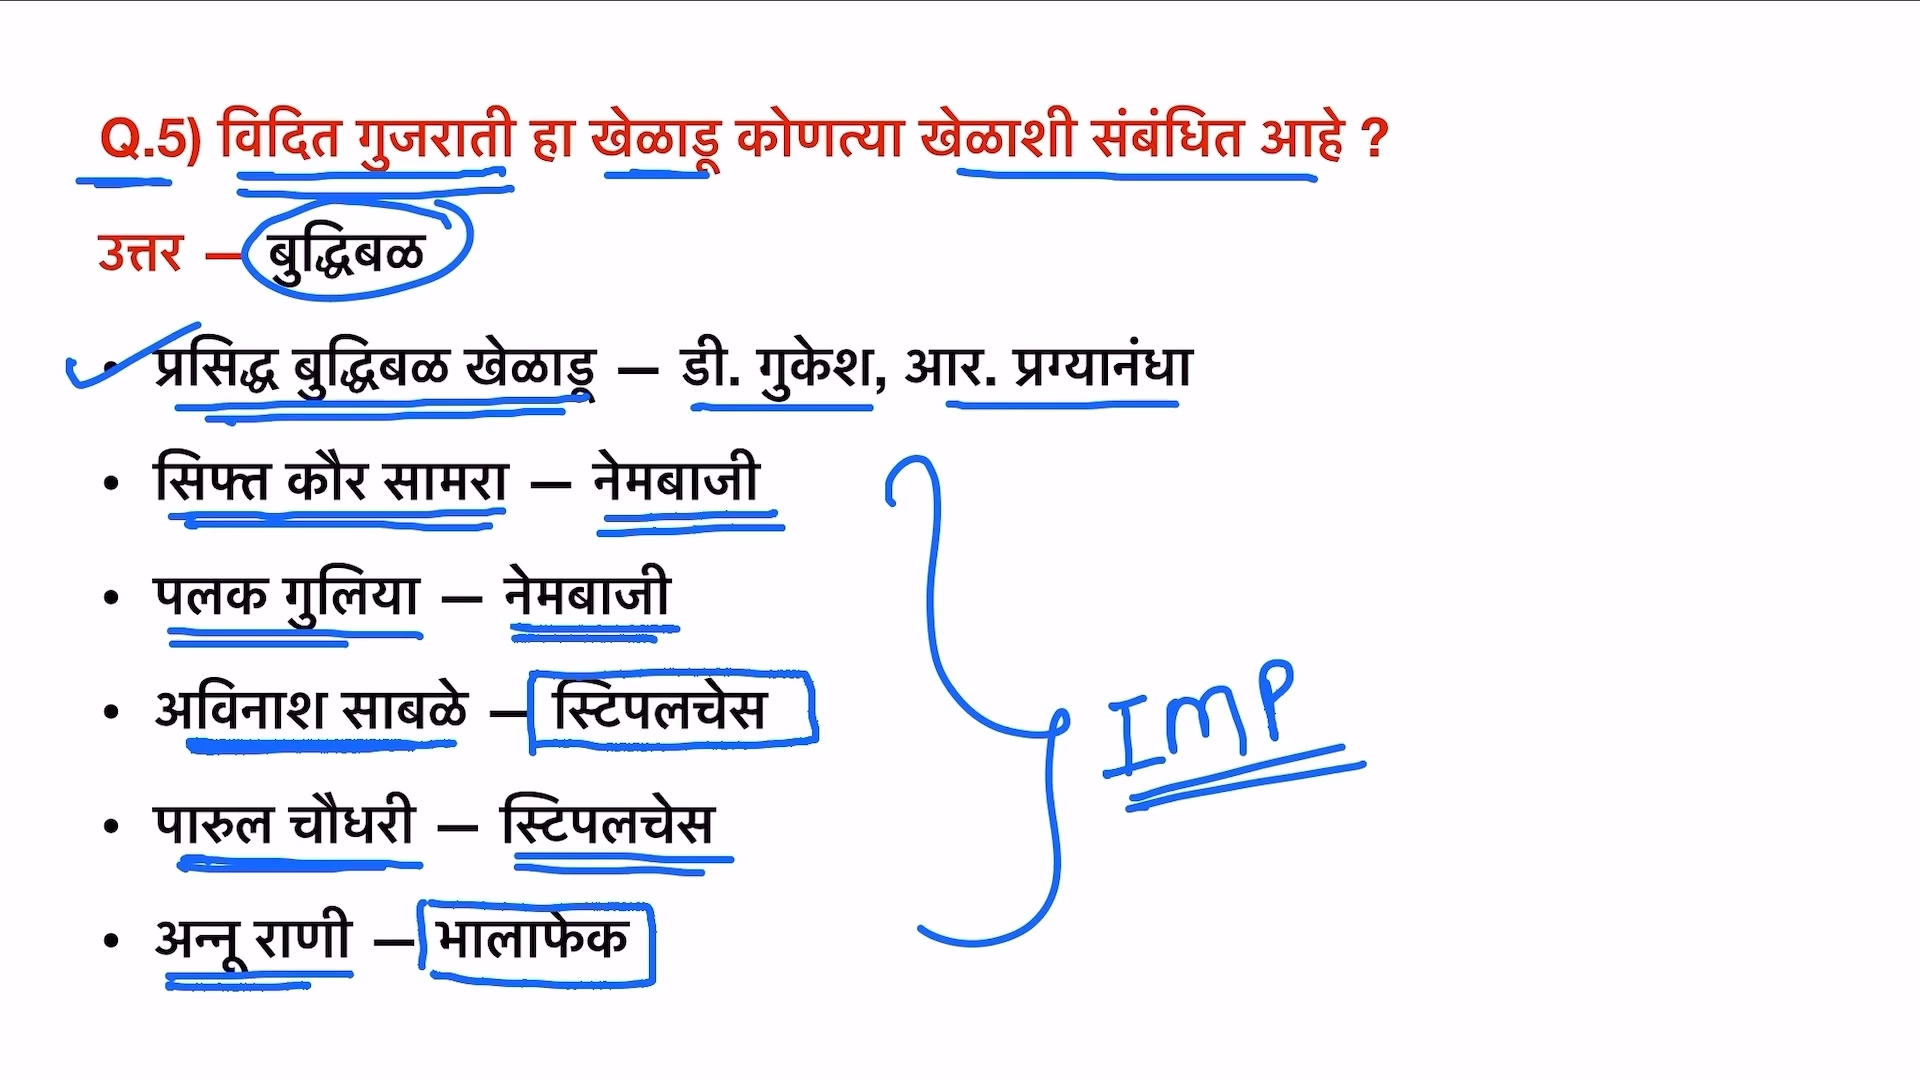 Q.5) विदित गुजराती हा खेळाडू कोणत्या खेळाशी संबंधित आहे ?
उत्तर — बुद्धिबळ
• प्रसिद्ध बुद्धिबळ खेळाडू — डी. गुकेश, आर. प्रग्यानंधा
• सिफ्त कौर सामरा — नेमबाजी
• पलक गुलिया — नेमबाजी
• अविनाश साबळे — स्टिपलचेस
• पारुल चौधरी — स्टिपलचेस
• अन्नू राणी — भालाफेक
IMP